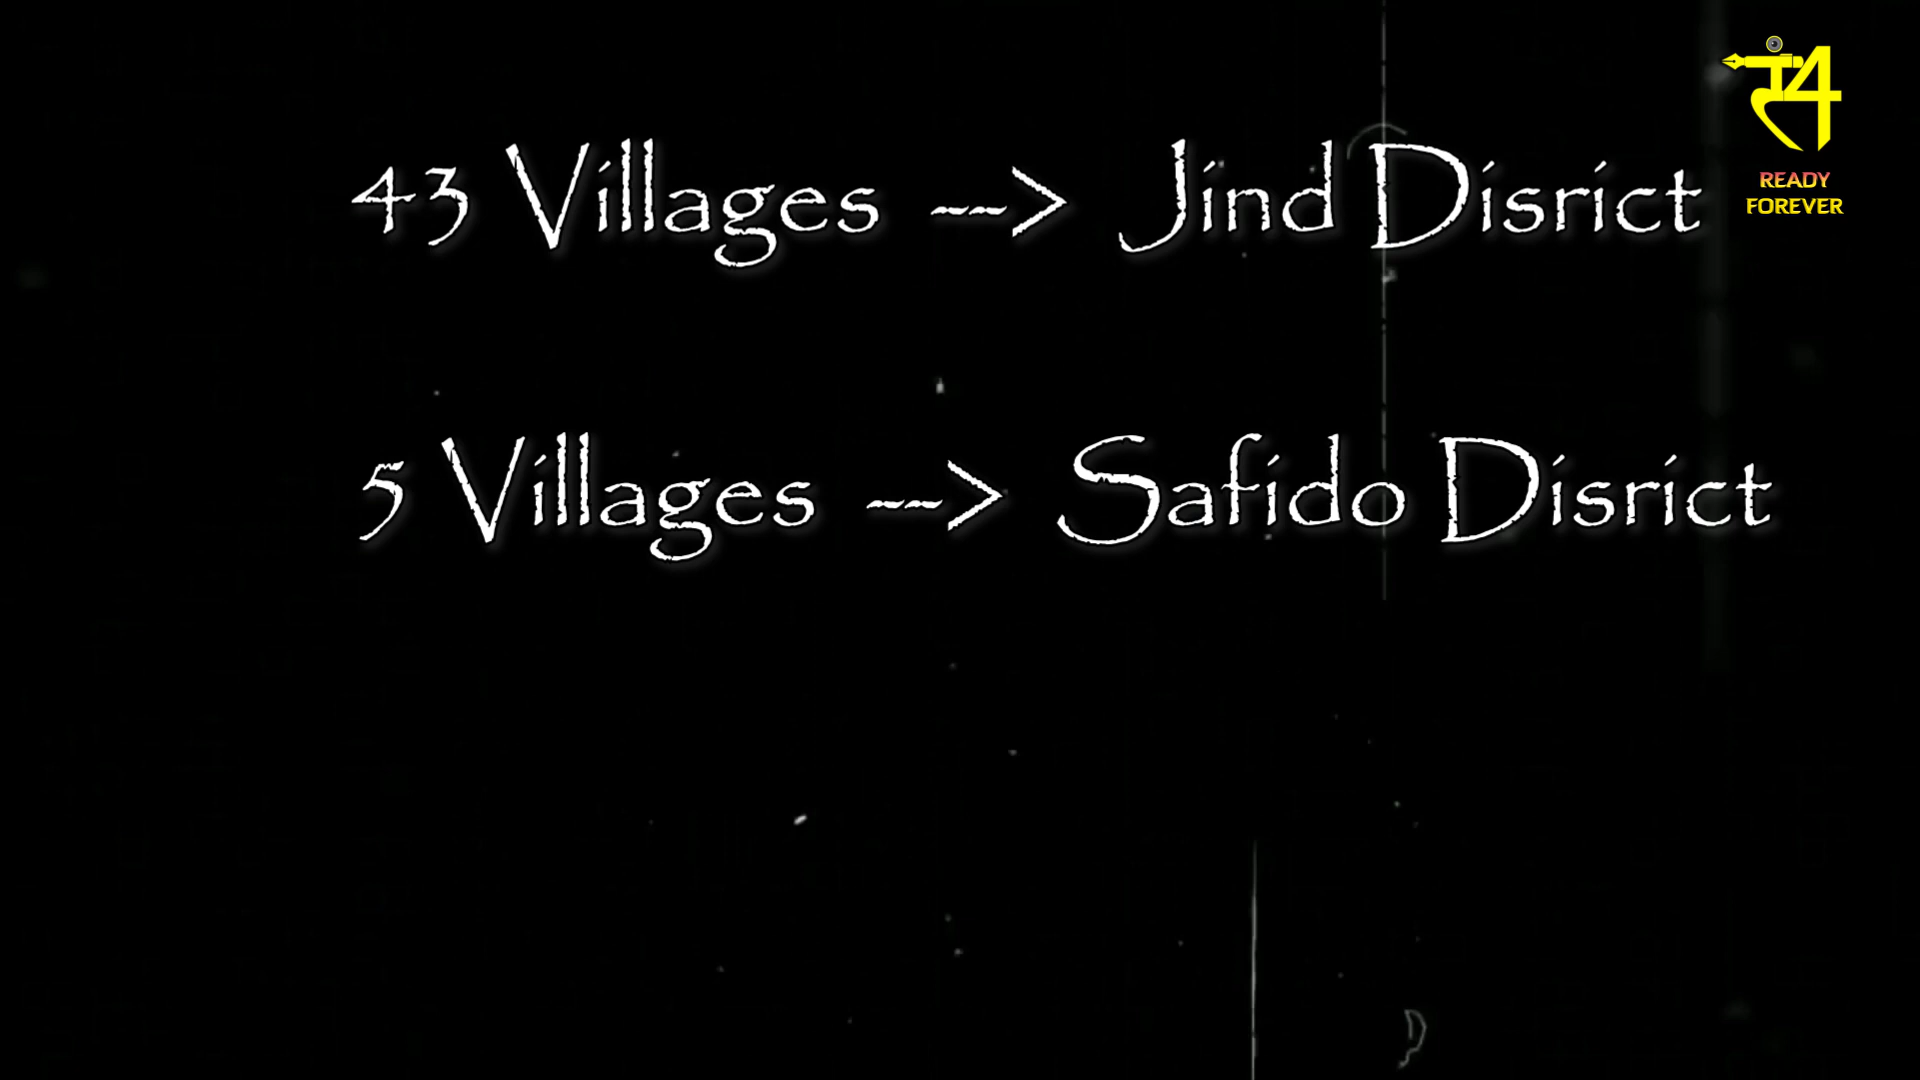 43 Villages --> Jind Disrict
5 Villages --> Safido Disrict
READY
FOREVER